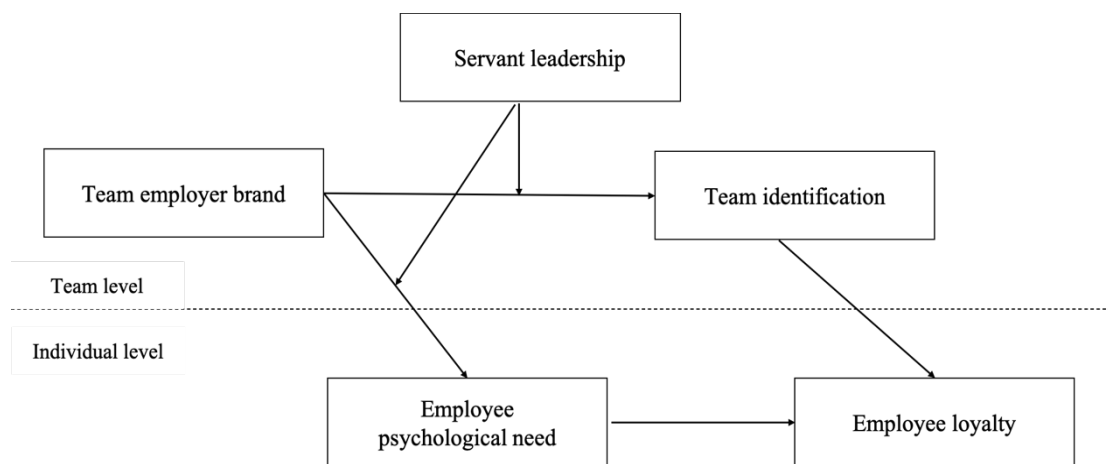 Servant leadership
Team employer brand
Team identification
Team level
Individual level
Employee
psychological need
Employee loyalty